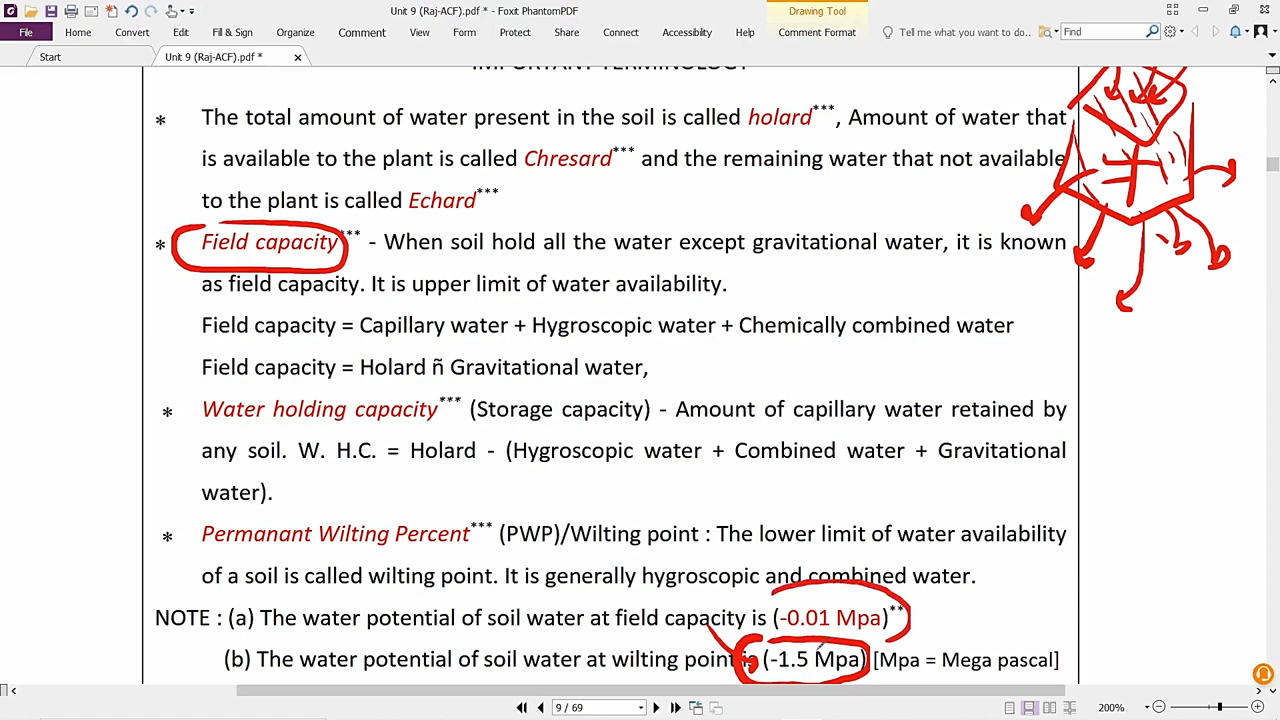 Unit 9 (Raj-ACF).pdf * - Foxit PhantomPDF
Drawing Tool
File Home Convert Edit Fill & Sign Organize Comment View Form Protect Share Connect Accessibility Help Comment Format Tell me what you want to do.. Find
Start Unit 9 (Raj-ACF).pdf *
IMPORTANT TERMINOLOGY
* The total amount of water present in the soil is called holard***, Amount of water that
is available to the plant is called Chresard*** and the remaining water that not available
to the plant is called Echard***
* Field capacity*** - When soil hold all the water except gravitational water, it is known
as field capacity. It is upper limit of water availability.
Field capacity = Capillary water + Hygroscopic water + Chemically combined water
Field capacity = Holard ñ Gravitational water,
* Water holding capacity*** (Storage capacity) - Amount of capillary water retained by
any soil. W. H.C. = Holard - (Hygroscopic water + Combined water + Gravitational
water).
* Permanant Wilting Percent*** (PWP)/Wilting point : The lower limit of water availability
of a soil is called wilting point. It is generally hygroscopic and combined water.
NOTE : (a) The water potential of soil water at field capacity is (-0.01 Mpa)**
(b) The water potential of soil water at wilting point is (-1.5 Mpa) [Mpa = Mega pascal]
9 / 69 200%